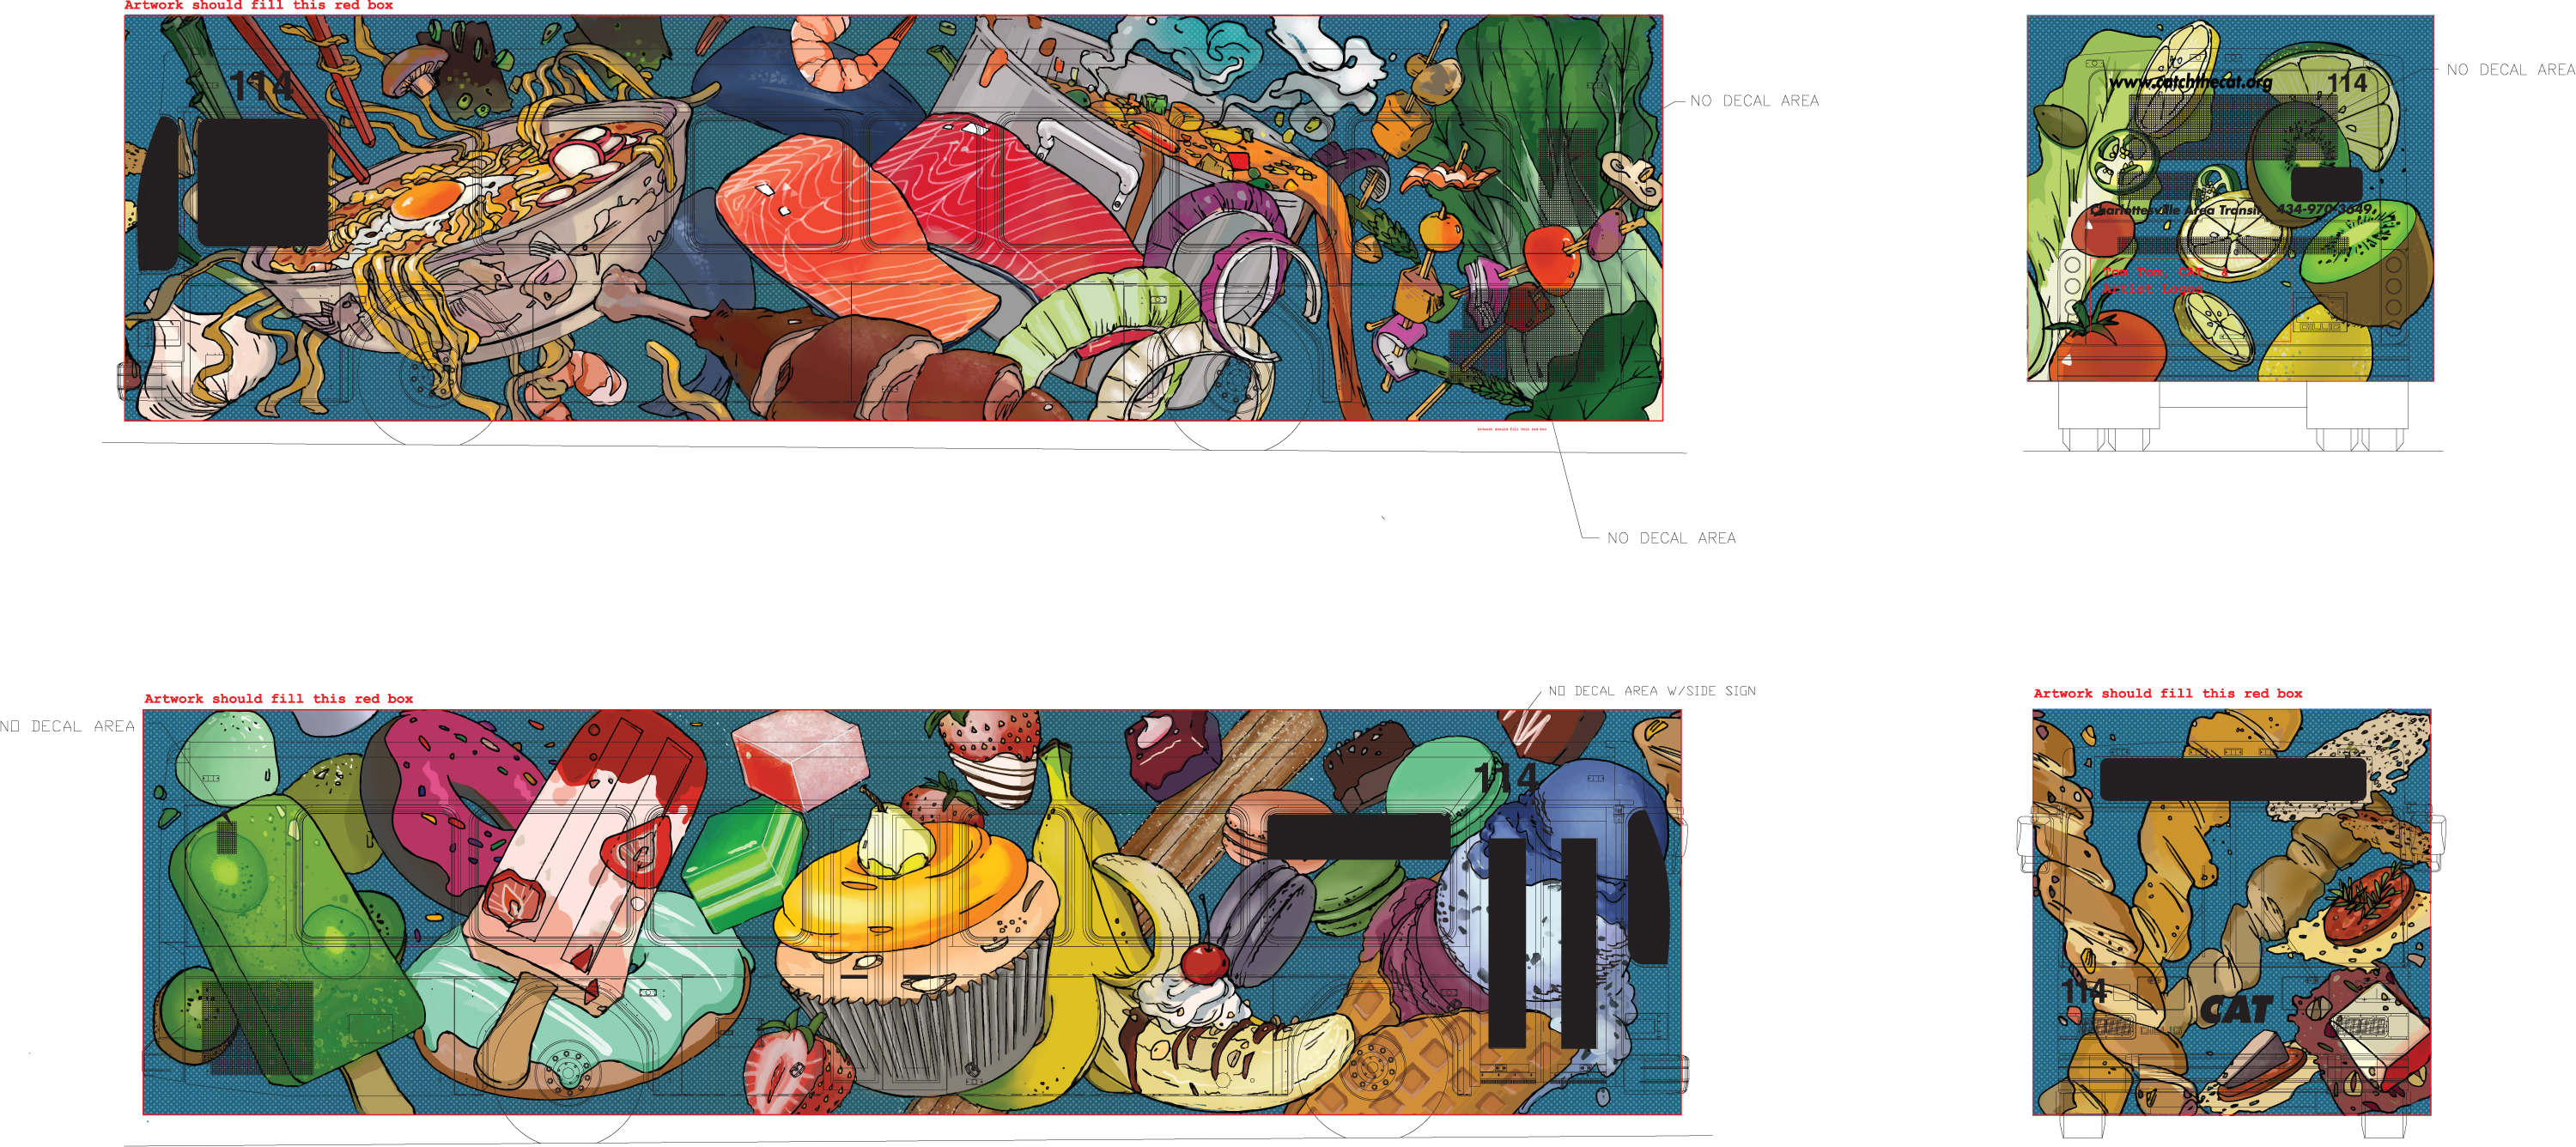 Artwork should fill this red box
114
NO DECAL AREA
Artwork should fill this red box
NO DECAL AREA
www.catchthecat.org
114
NO DECAL AREA
Charlottesville Area Transit 434-970-3649
Tom Tom, CAT &
Artist Logos
GILLIG
Artwork should fill this red box
NO DECAL AREA
NO DECAL AREA W/SIDE SIGN
114
Artwork should fill this red box
114
CAT